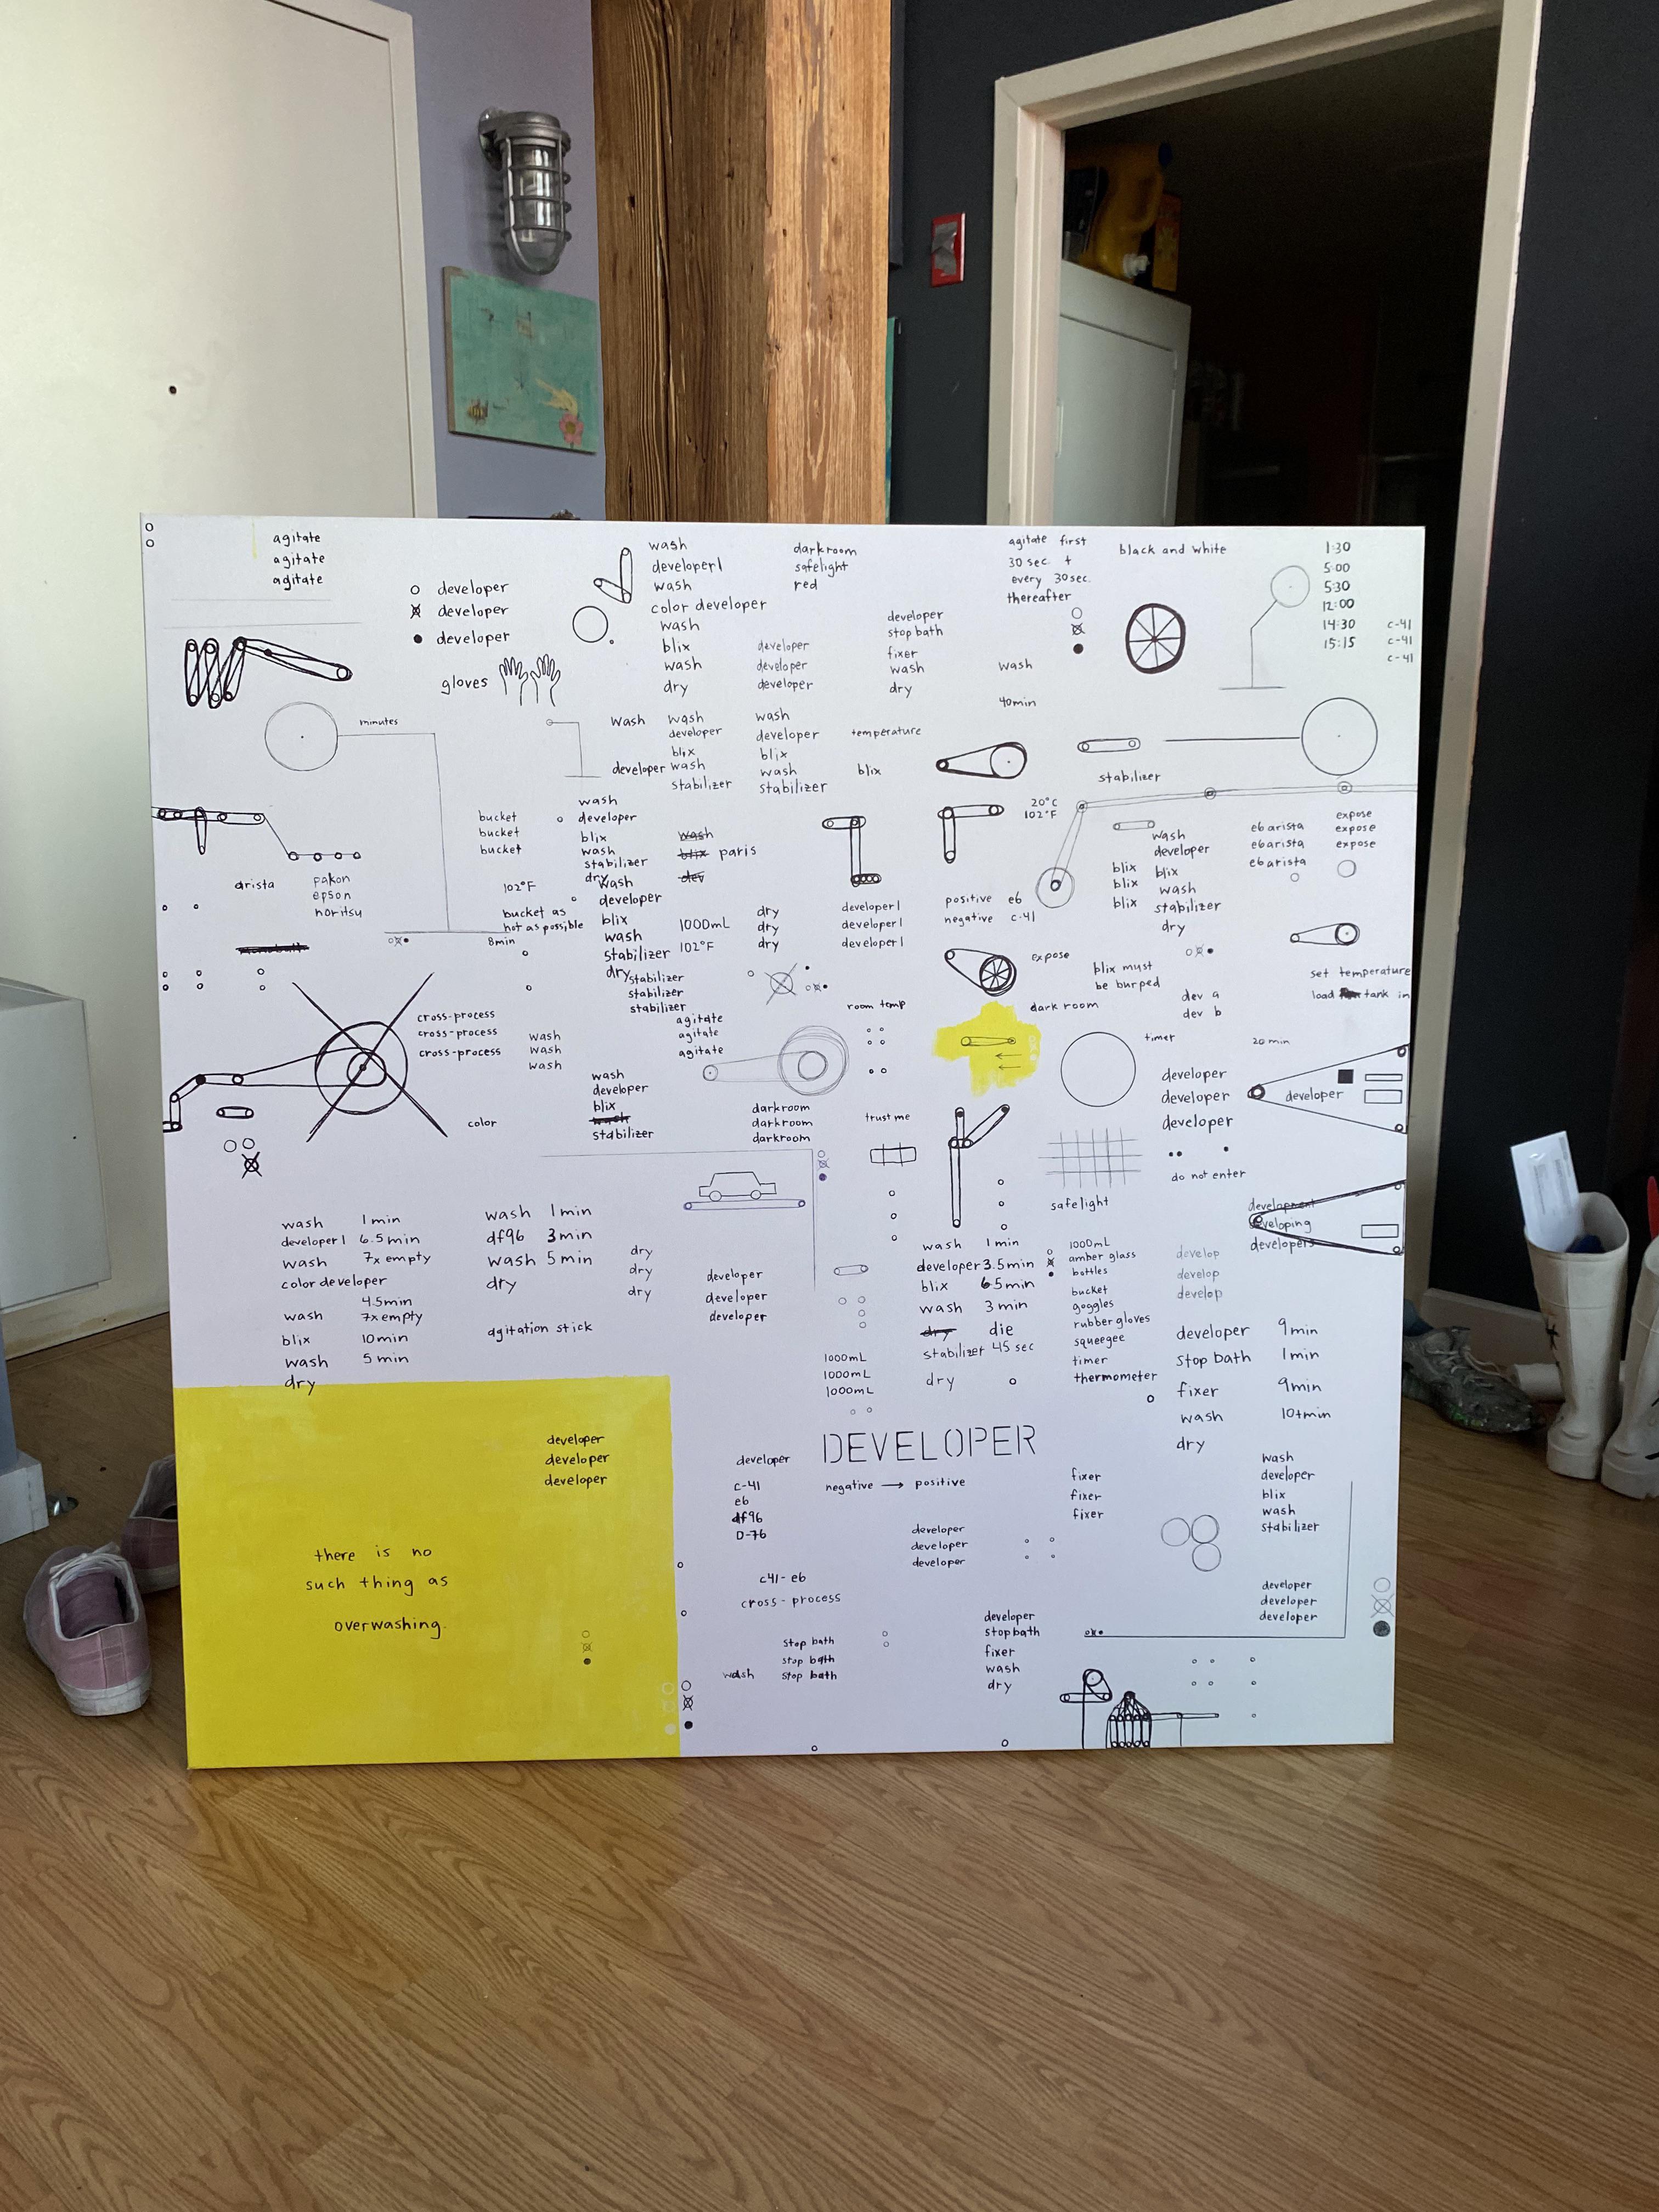 agitate
agitate
agitate
developer
developer
developer
gloves
wash
developer1
wash
color developer
wash
blix
wash
dry
darkroom
safelight
red
developer
developer
developer
developer
stop bath
fixer
wash
dry
agitate first
30 sec +
every 30 sec.
thereafter
wash
40min
black and white
1:30
5:00
5:30
12:00
14:30
15:15
c-41
c-41
c-41
minutes
wash
developer
wash
developer
blix
wash
stabilizer
wash
developer
blix
wash
stabilizer
temperature
blix
stabilizer
bucket
bucket
bucket
wash
developer
blix
wash
stabilizer
dry
wash
blix paris
dev
20°C
102°F
wash
developer
blix
wash
stabilizer
dry
blix
blix
blix
e6 arista
e6 arista
e6 arista
expose
expose
expose
arista
pakon
epson
noritsu
102°F
bucket as
hot as possible
8min
wash
developer
blix
wash
stabilizer
dry
1000mL
102°F
dry
dry
dry
developer1
developer1
developer1
positive e6
negative c-41
stabilizer
stabilizer
stabilizer
expose
blix must
be burped
set temperature
load tank in
cross-process
cross-process
cross-process
wash
wash
wash
agitate
agitate
agitate
room temp
dark room
dev a
dev b
timer
20 min
developer
developer
developer
developer
wash
developer
blix
wash
stabilizer
color
darkroom
darkroom
darkroom
trust me
do not enter
safelight
development
developing
developers
wash 1min
developer1 6.5min
wash 7x empty
color developer
4.5min
wash 7x empty
blix 10min
wash 5min
dry
wash 1min
df96 3min
wash 5min
dry
agitation stick
dry
dry
dry
developer
developer
developer
wash 1min
developer 3.5min
blix 6.5min
wash 3min
dry die
stabilizer 45 sec
dry
1000mL
amber glass
bottles
bucket
goggles
rubber gloves
squeegee
timer
thermometer
develop
develop
develop
developer 9min
stop bath 1min
fixer 9min
wash 10+min
dry
1000mL
1000mL
1000mL
developer
developer
developer
there is no
such thing as
overwashing.
developer
c-41
e6
df96
D-76
DEVELOPER
negative → positive
fixer
fixer
fixer
wash
developer
blix
wash
stabilizer
developer
developer
developer
c41-e6
cross-process
developer
developer
developer
stop bath
stop bath
wash stop bath
developer
stop bath
fixer
wash
dry